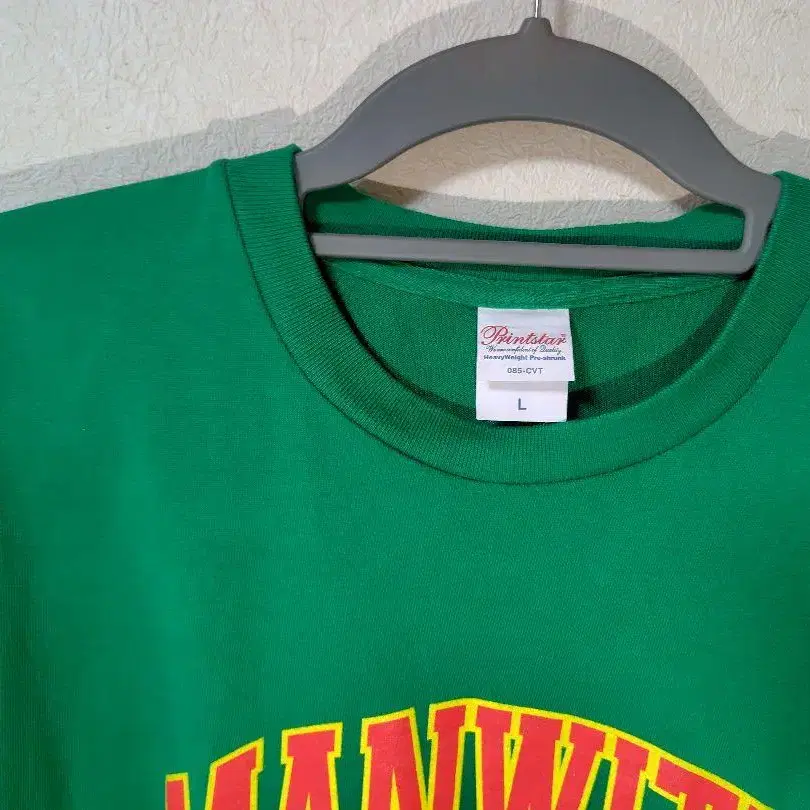 Printstar
HeavyWeight Pre-shrunk
085-CVT
L
MANWIT